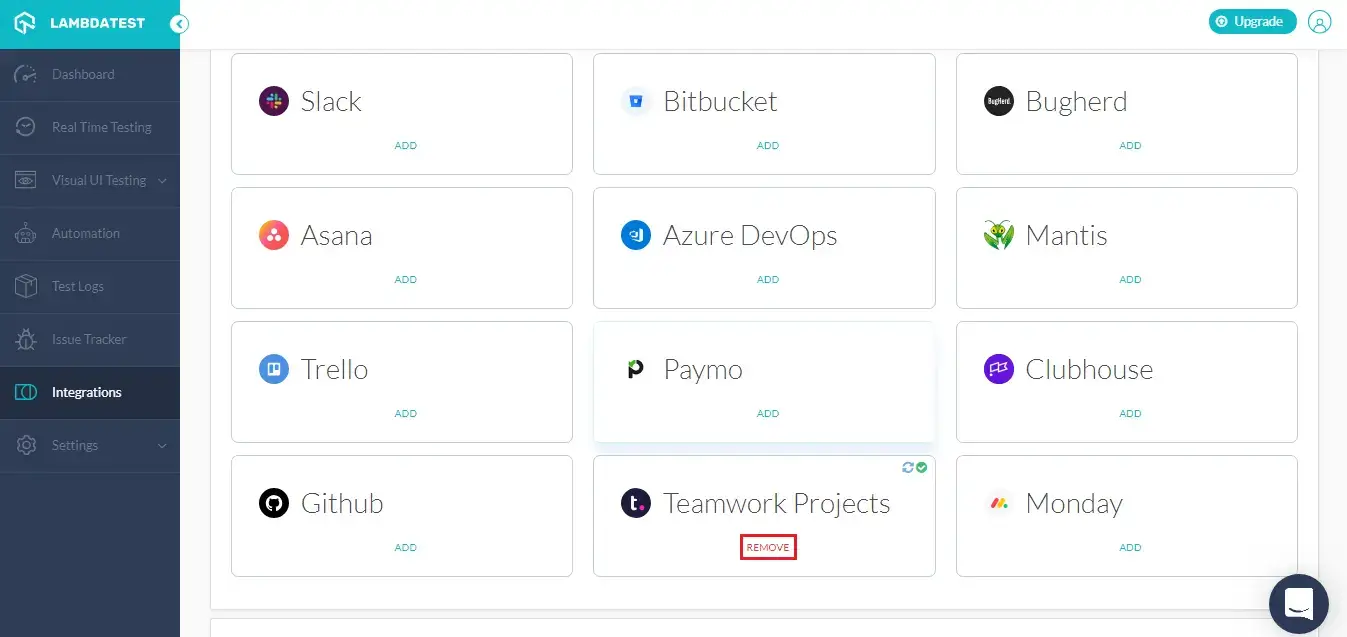 LAMBDATEST
Upgrade
Dashboard
Real Time Testing
Visual UI Testing
Automation
Test Logs
Issue Tracker
Integrations
Settings
Slack
ADD
Bitbucket
ADD
BugHerd.
Bugherd
ADD
Asana
ADD
Azure DevOps
ADD
Mantis
ADD
Trello
ADD
Paymo
ADD
Clubhouse
ADD
Github
ADD
t.
Teamwork Projects
REMOVE
Monday
ADD